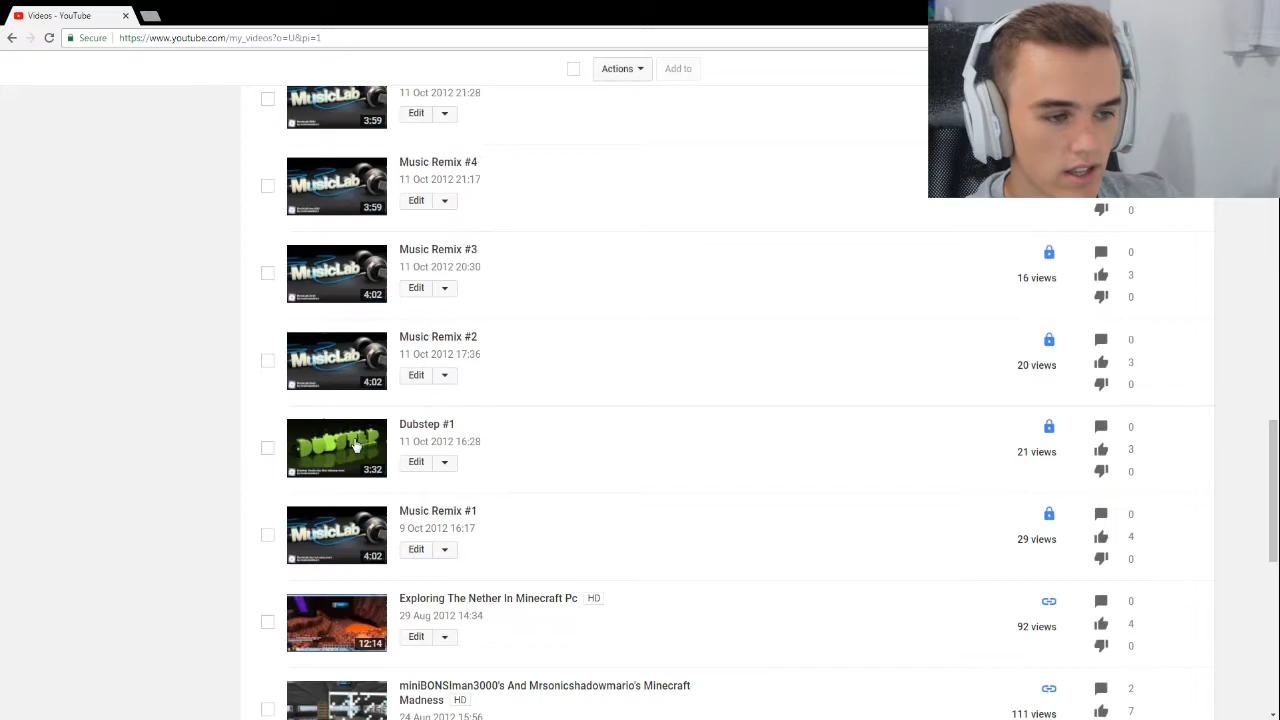 Videos - YouTube
Secure https://www.youtube.com/my_videos?o=U&pi=1
Actions Add to
MusicLab 3:59
11 Oct 2012 21:28
Edit
MusicLab 3:59
Music Remix #4
11 Oct 2012 21:17
Edit
0
MusicLab 4:02
Music Remix #3
11 Oct 2012 20:30
Edit
16 views
0
3
0
MusicLab 4:02
Music Remix #2
11 Oct 2012 17:36
Edit
20 views
0
3
0
3:32
Dubstep #1
11 Oct 2012 16:28
Edit
21 views
0
3
0
MusicLab 4:02
Music Remix #1
9 Oct 2012 16:17
Edit
29 views
0
4
0
12:14
Exploring The Nether In Minecraft Pc HD
29 Aug 2012 14:34
Edit
92 views
0
4
0
miniBONSIman3000's And Mrsonicshadowmario's Minecraft
Madness HD
24 Aug 2012 15:56
111 views
2
7